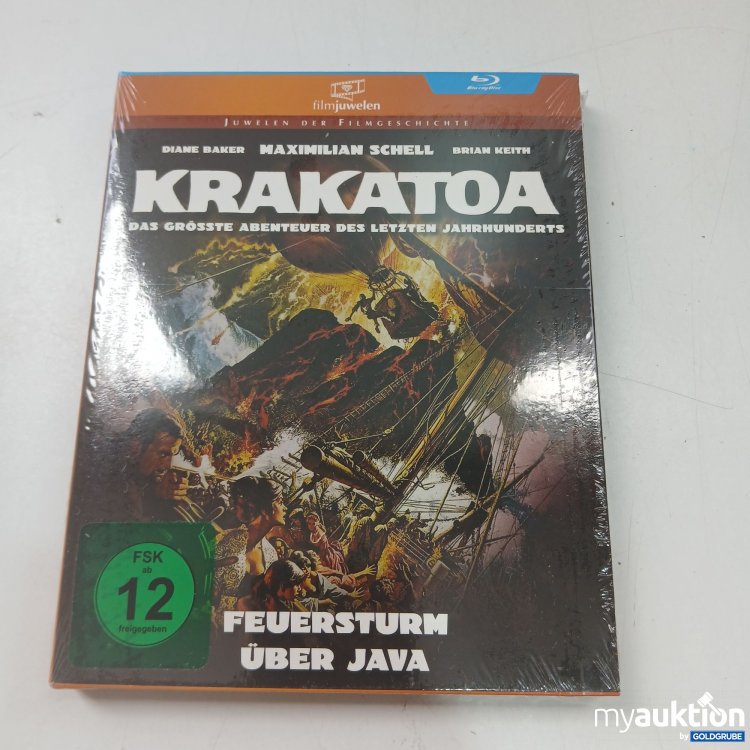 Blu-ray Disc
filmjuwelen
JUWELEN DER FILMGESCHICHTE
DIANE BAKER MAXIMILIAN SCHELL BRIAN KEITH
KRAKATOA
DAS GRÖSSTE ABENTEUER DES LETZTEN JAHRHUNDERTS
FSK
ab
12
freigegeben
FEUERSTURM
ÜBER JAVA
myauktion
by GOLDGRUBE